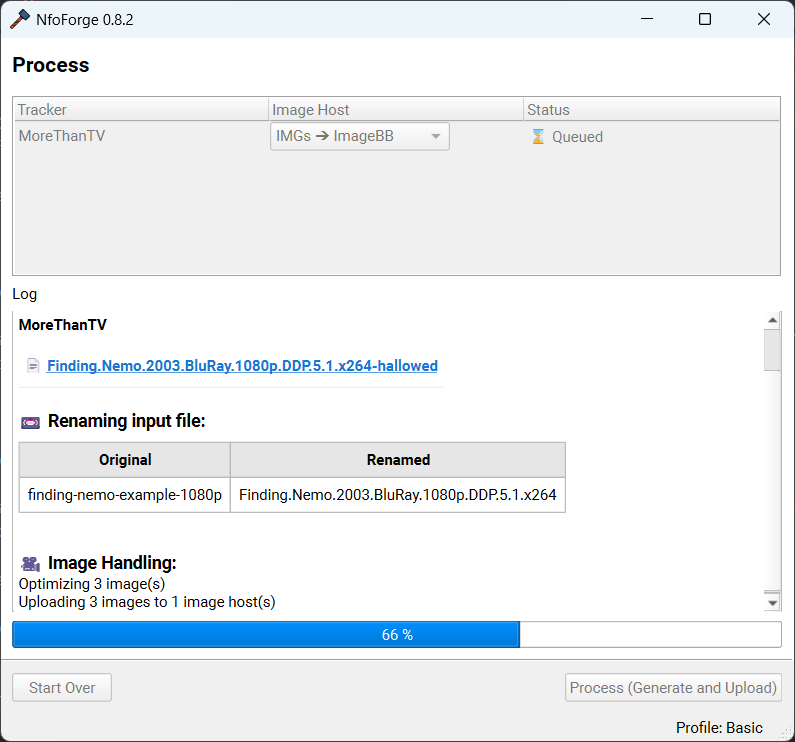 NfoForge 0.8.2
Process
Tracker Image Host Status
MoreThanTV IMGs ➔ ImageBB ⌛ Queued
Log
MoreThanTV
Finding.Nemo.2003.BluRay.1080p.DDP.5.1.x264-hallowed
Renaming input file:
Original Renamed
finding-nemo-example-1080p Finding.Nemo.2003.BluRay.1080p.DDP.5.1.x264
Image Handling:
Optimizing 3 image(s)
Uploading 3 images to 1 image host(s)
66 %
Start Over Process (Generate and Upload)
Profile: Basic